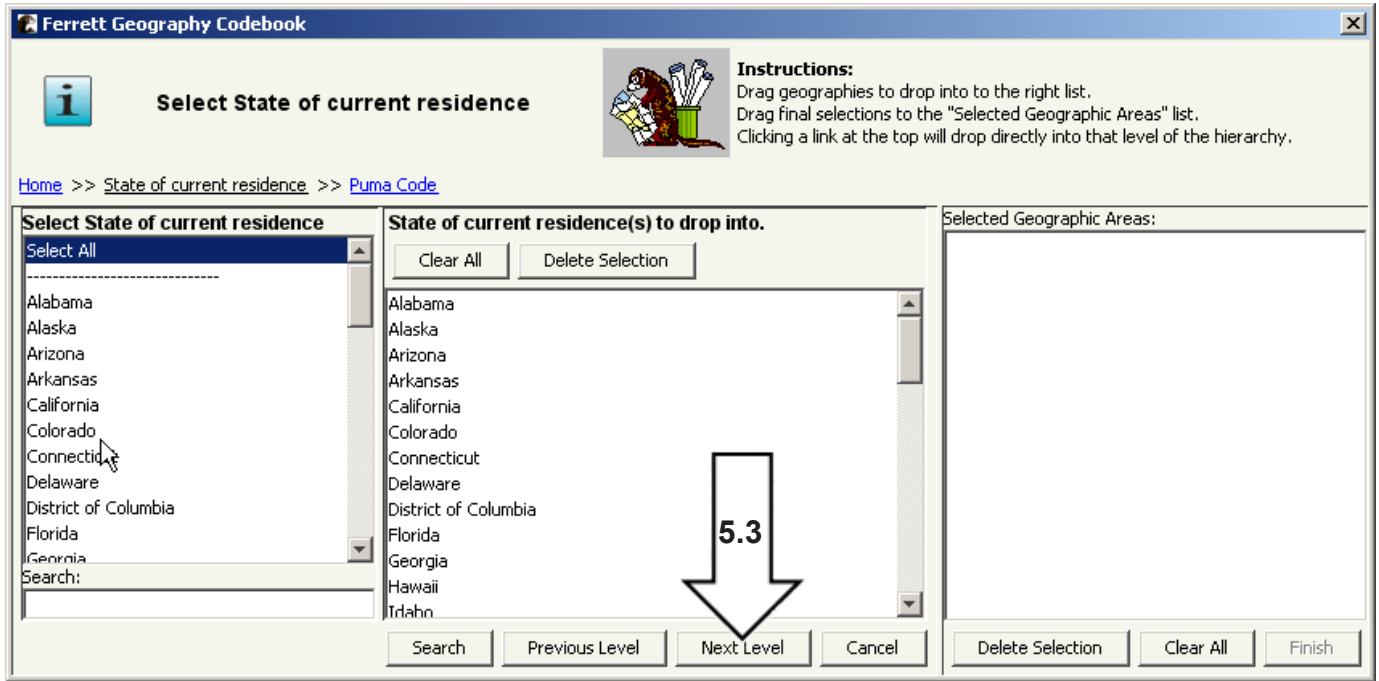 Ferrett Geography Codebook
Select State of current residence
Instructions:
Drag geographies to drop into to the right list.
Drag final selections to the "Selected Geographic Areas" list.
Clicking a link at the top will drop directly into that level of the hierarchy.
Home >> State of current residence >> Puma Code
Select State of current residence
Select All
------------------------------
Alabama
Alaska
Arizona
Arkansas
California
Colorado
Connecticut
Delaware
District of Columbia
Florida
Georgia
Search:
State of current residence(s) to drop into.
Clear All Delete Selection
Alabama
Alaska
Arizona
Arkansas
California
Colorado
Connecticut
Delaware
District of Columbia
Florida
Georgia
Hawaii
Idaho
5.3
Search Previous Level Next Level Cancel
Selected Geographic Areas:
Delete Selection Clear All Finish